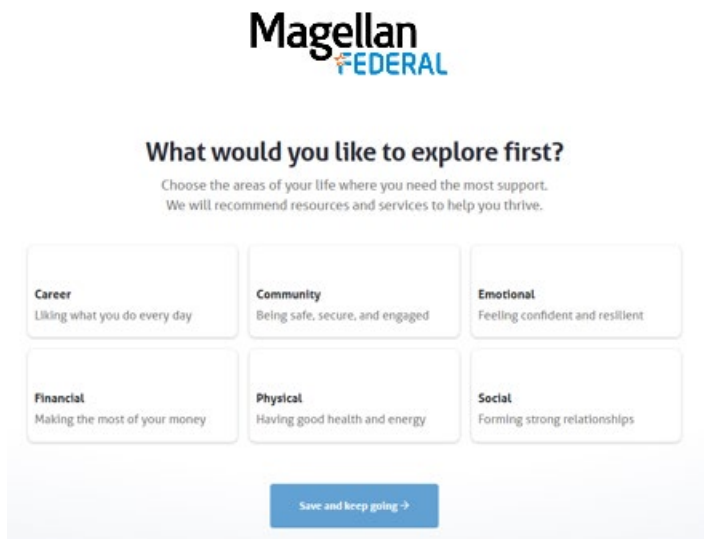 Magellan
FEDERAL
What would you like to explore first?
Choose the areas of your life where you need the most support.
We will recommend resources and services to help you thrive.
Career
Liking what you do every day
Community
Being safe, secure, and engaged
Emotional
Feeling confident and resilient
Financial
Making the most of your money
Physical
Having good health and energy
Social
Forming strong relationships
Save and keep going →